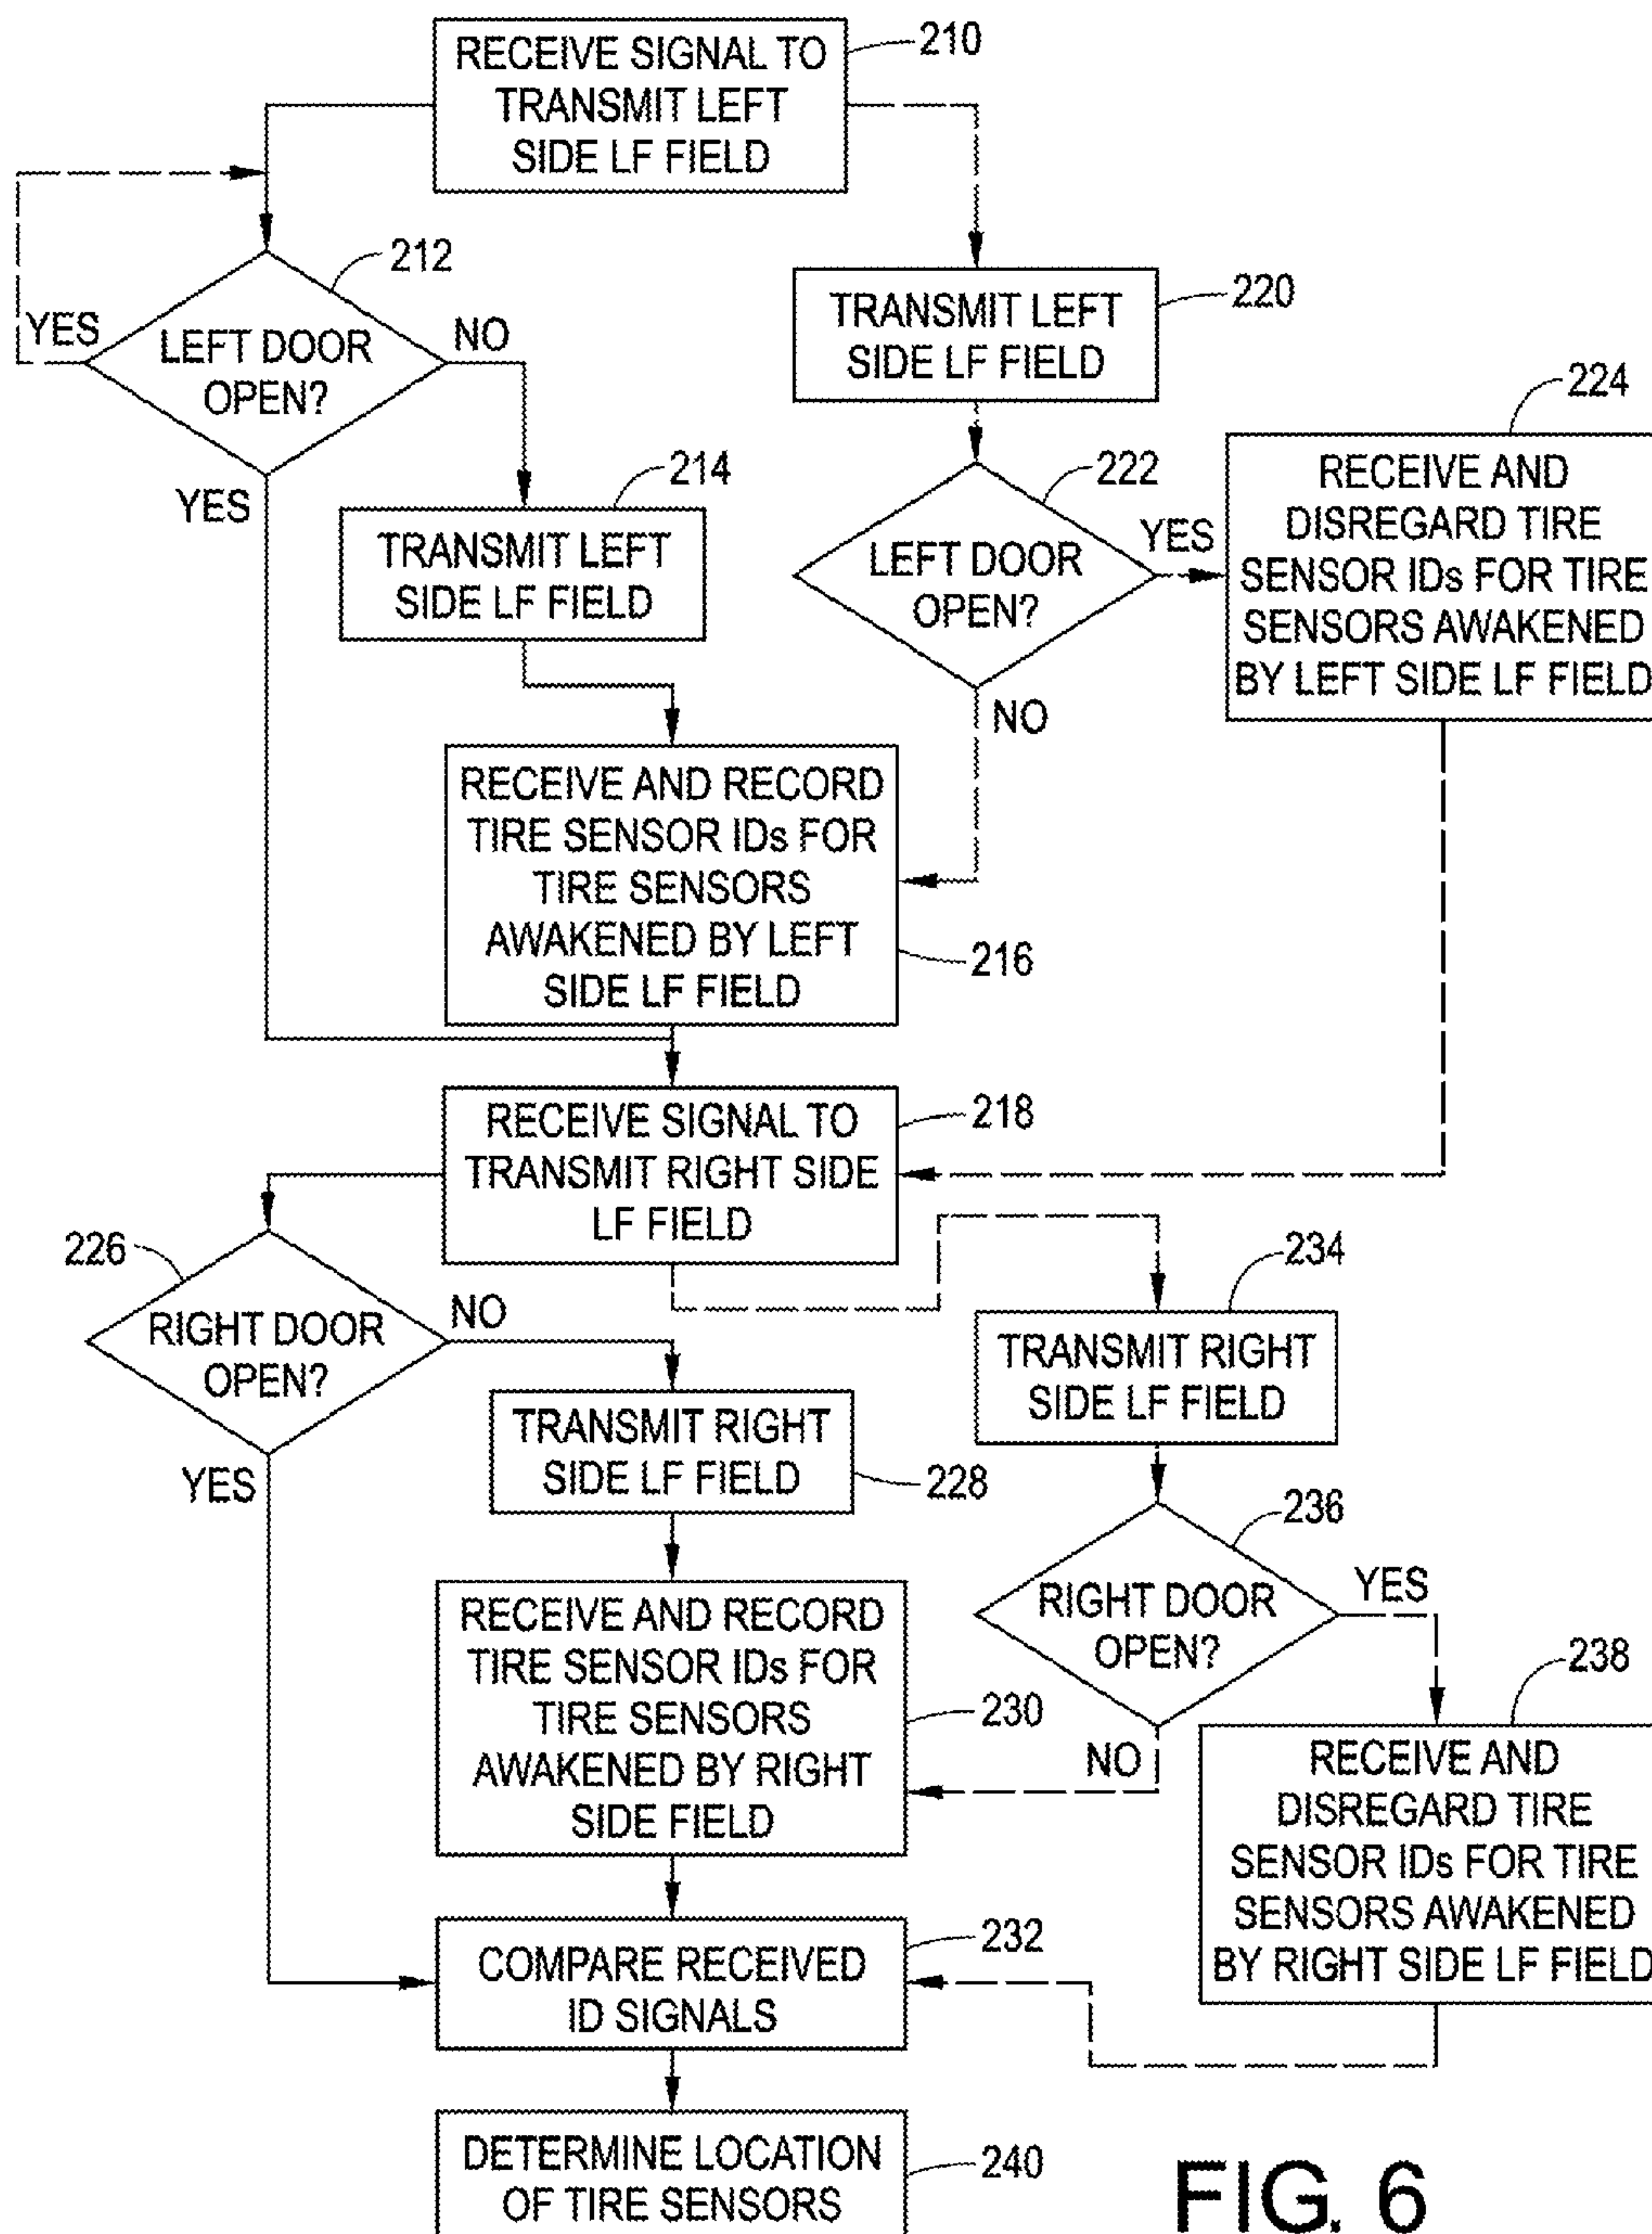 RECEIVE SIGNAL TO
TRANSMIT LEFT
SIDE LF FIELD
210
212
LEFT DOOR
OPEN?
YES
NO
YES
TRANSMIT LEFT
SIDE LF FIELD
220
224
214
TRANSMIT LEFT
SIDE LF FIELD
222
LEFT DOOR
OPEN?
YES
NO
RECEIVE AND
DISREGARD TIRE
SENSOR IDs FOR TIRE
SENSORS AWAKENED
BY LEFT SIDE LF FIELD
RECEIVE AND RECORD
TIRE SENSOR IDs FOR
TIRE SENSORS
AWAKENED BY LEFT
SIDE LF FIELD
216
RECEIVE SIGNAL TO
TRANSMIT RIGHT SIDE
LF FIELD
218
226
RIGHT DOOR
OPEN?
NO
YES
234
TRANSMIT RIGHT
SIDE LF FIELD
TRANSMIT RIGHT
SIDE LF FIELD
228
236
RIGHT DOOR
OPEN?
YES
NO
RECEIVE AND RECORD
TIRE SENSOR IDs FOR
TIRE SENSORS
AWAKENED BY RIGHT
SIDE FIELD
230
238
RECEIVE AND
DISREGARD TIRE
SENSOR IDs FOR TIRE
SENSORS AWAKENED
BY RIGHT SIDE LF FIELD
COMPARE RECEIVED
ID SIGNALS
232
DETERMINE LOCATION
OF TIRE SENSORS
240
FIG. 6